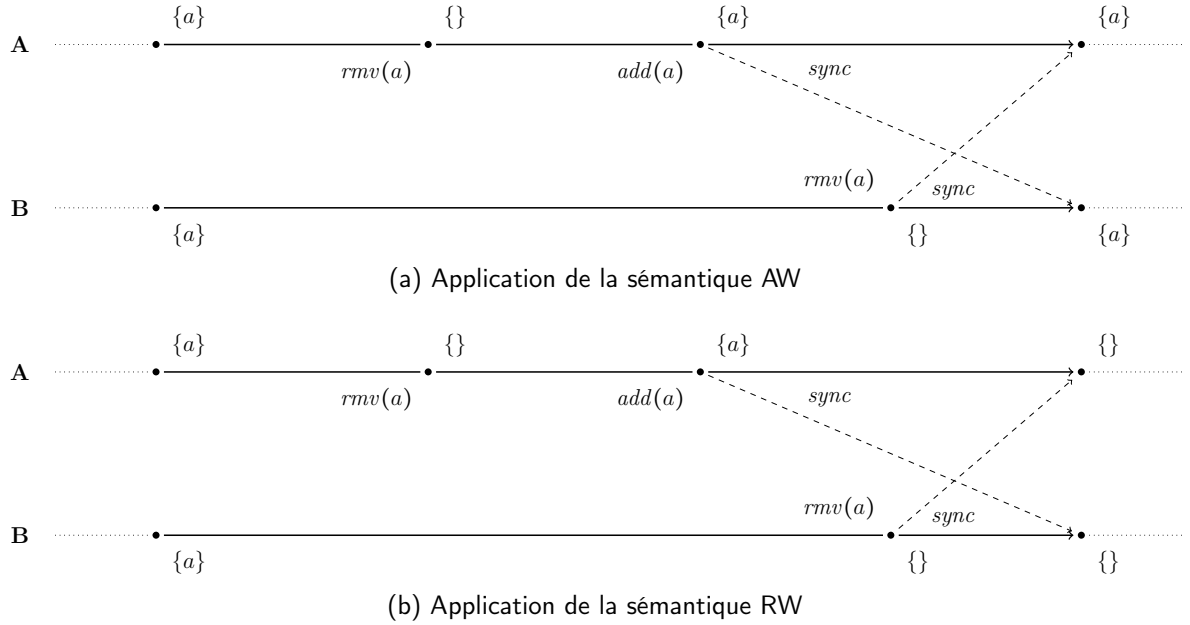 {a} {} {a} {a}
A
rmv(a) add(a) sync
rmv(a)
B sync
{a} {} {a}
(a) Application de la sémantique AW
{a} {} {a} {}
A
rmv(a) add(a) sync
rmv(a)
B sync
{a} {} {}
(b) Application de la sémantique RW